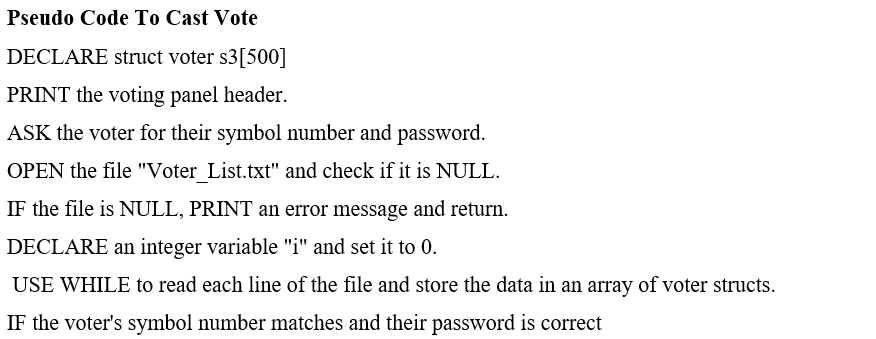 Pseudo Code To Cast Vote
DECLARE struct voter s3[500]
PRINT the voting panel header.
ASK the voter for their symbol number and password.
OPEN the file "Voter_List.txt" and check if it is NULL.
IF the file is NULL, PRINT an error message and return.
DECLARE an integer variable "i" and set it to 0.
USE WHILE to read each line of the file and store the data in an array of voter structs.
IF the voter's symbol number matches and their password is correct